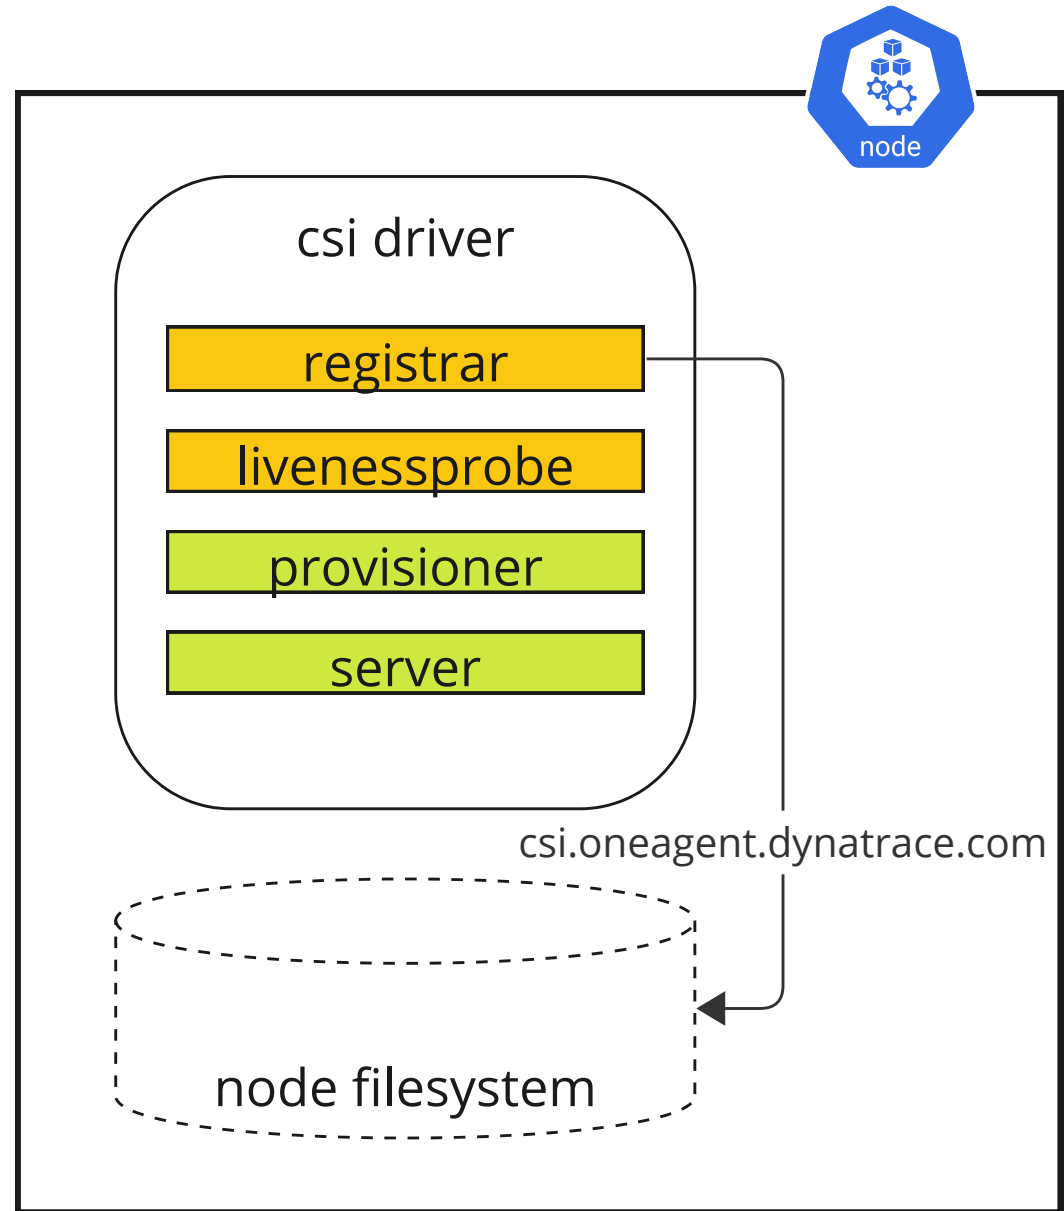 node
csi driver
registrar
livenessprobe
provisioner
server
csi.oneagent.dynatrace.com
node filesystem